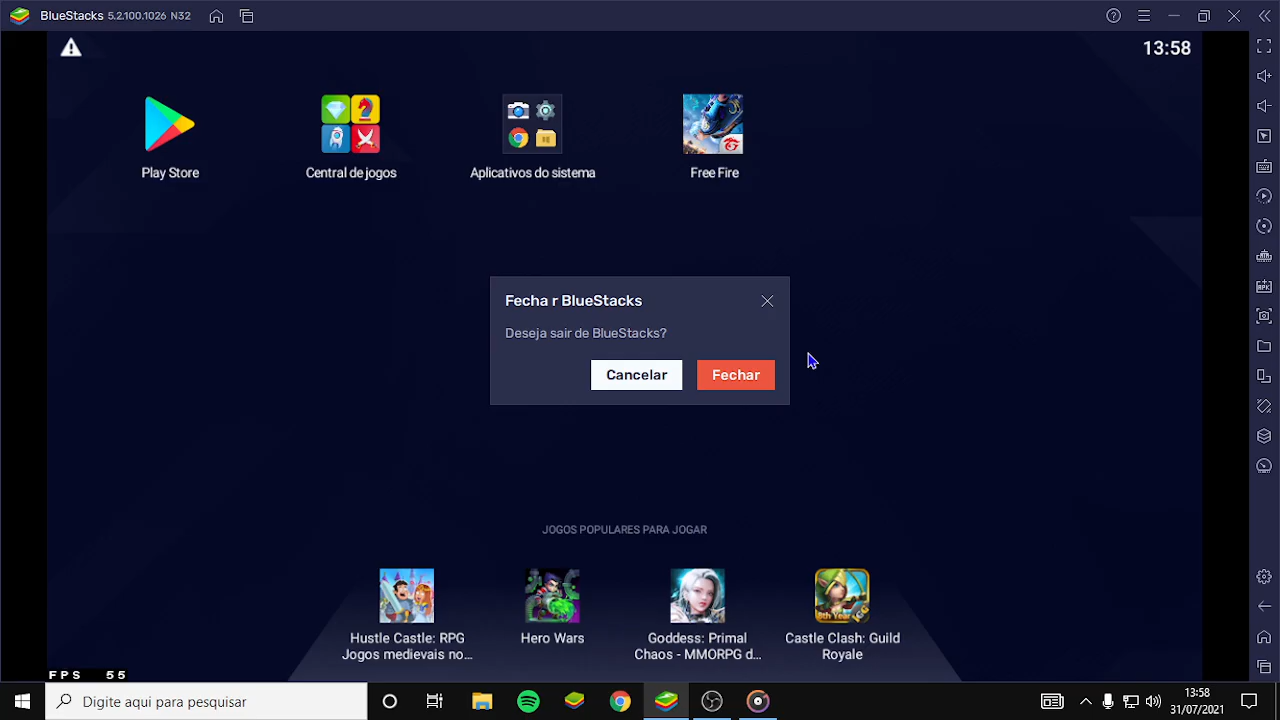 BlueStacks 5.2.100.1026 N32
13:58
Play Store
Central de jogos
Aplicativos do sistema
Free Fire
Fecha r BlueStacks
Deseja sair de BlueStacks?
Cancelar
Fechar
JOGOS POPULARES PARA JOGAR
Hustle Castle: RPG
Jogos medievais no...
Hero Wars
Goddess: Primal
Chaos - MMORPG d...
Castle Clash: Guild
Royale
FPS 55
Digite aqui para pesquisar
13:58
31/07/2021